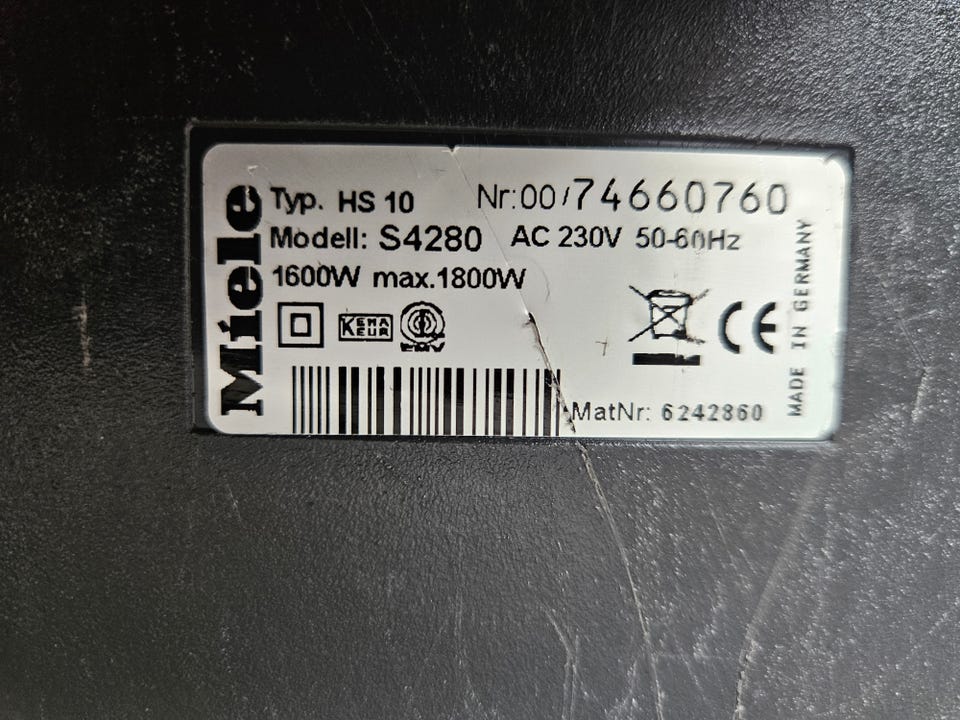 Miele
Typ. HS 10 Nr:00/74660760
Modell: S4280 AC 230V 50-60Hz
1600W max.1800W
KEMA
KEUR
EMV
CE
MatNr: 6242860
MADE IN GERMANY